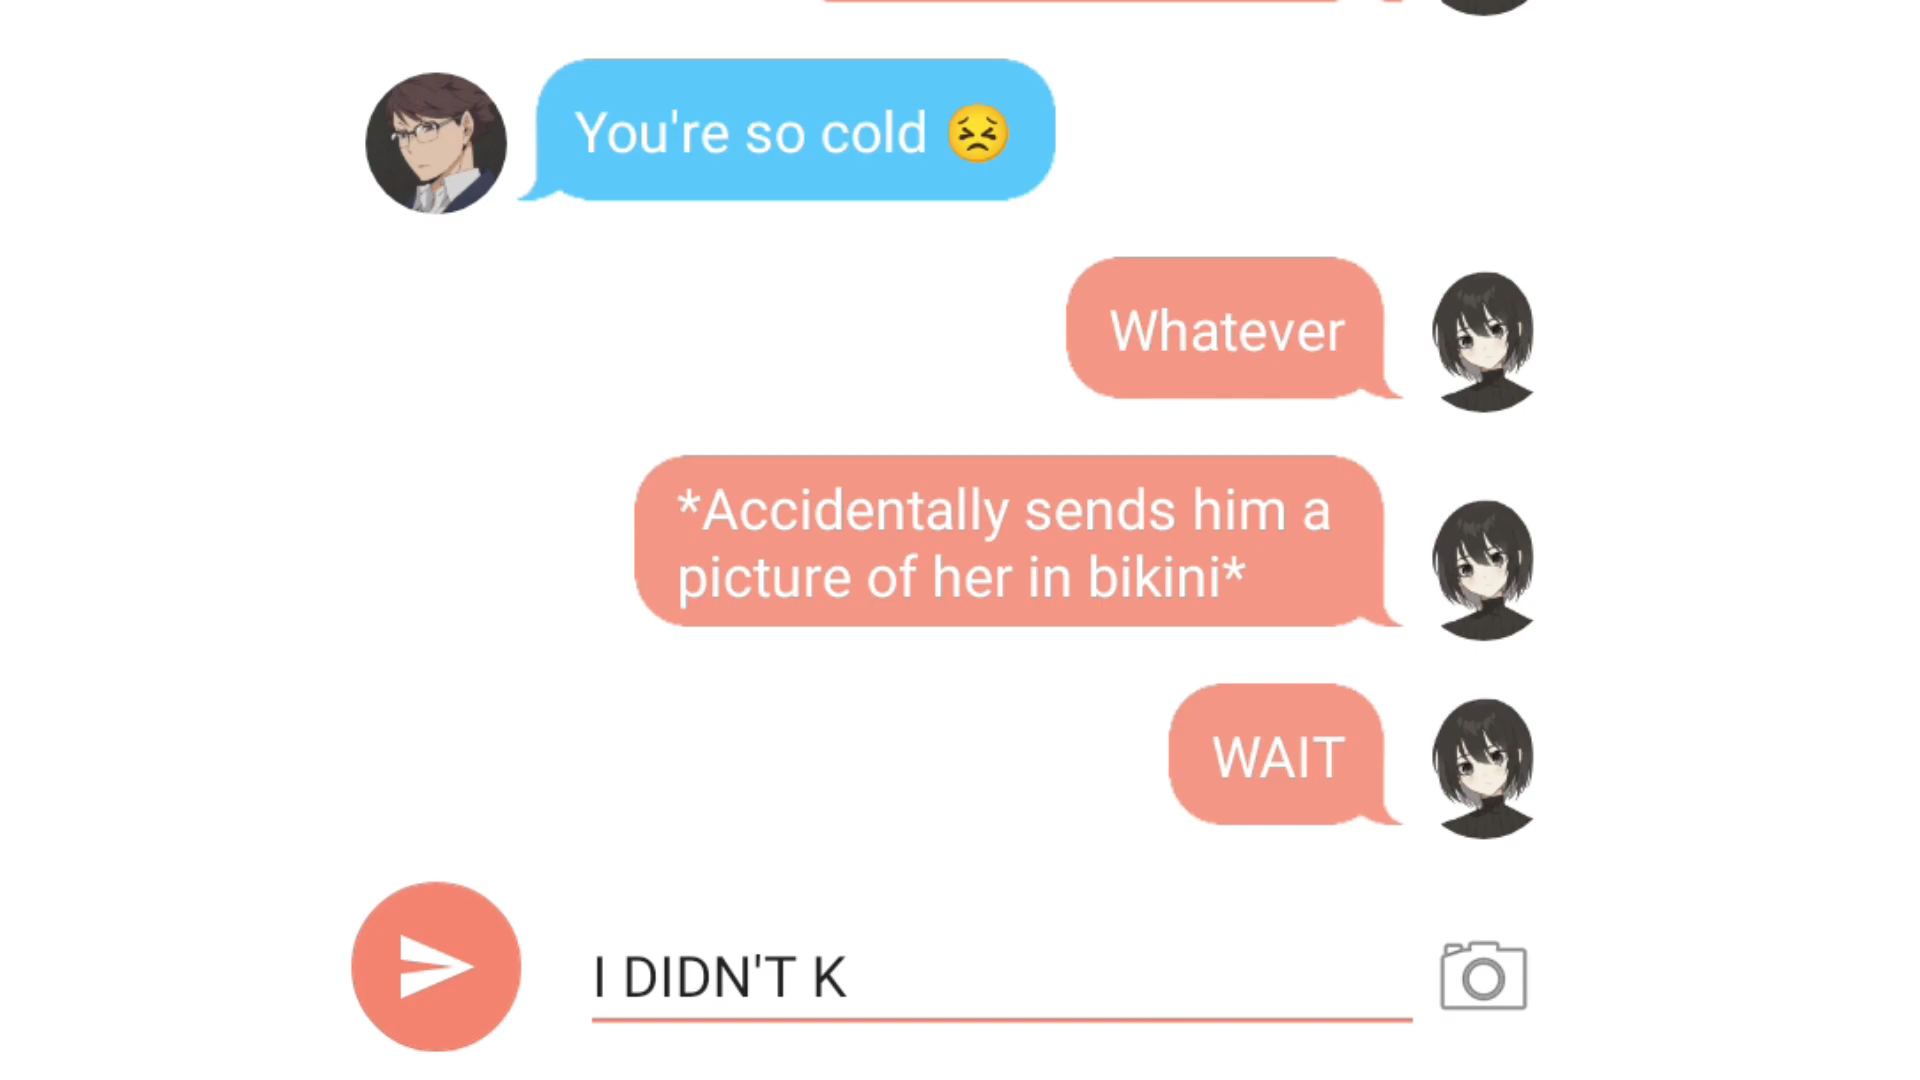 You're so cold 😣
Whatever
*Accidentally sends him a
picture of her in bikini*
WAIT
I DIDN'T K